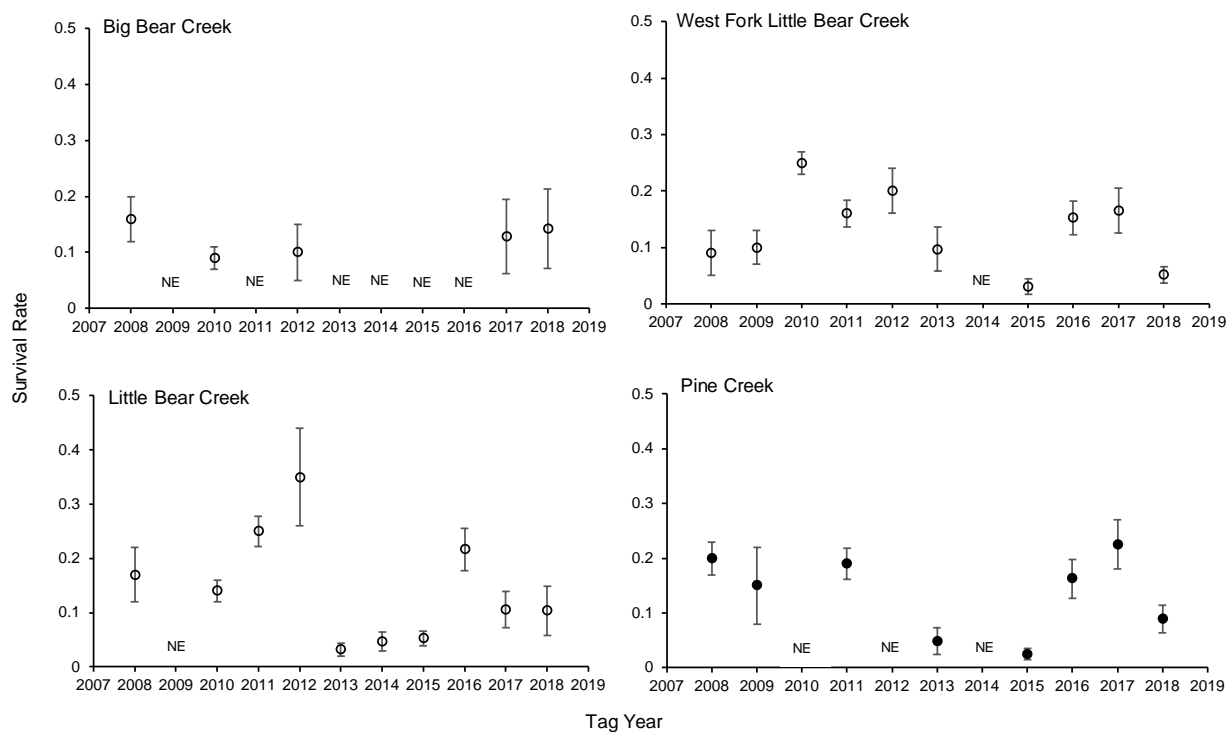 Big Bear Creek
0.5
0.4
0.3
0.2
0.1
0
NE NE NE NE NE NE
2007 2008 2009 2010 2011 2012 2013 2014 2015 2016 2017 2018 2019
West Fork Little Bear Creek
0.5
0.4
0.3
0.2
0.1
0
NE
2007 2008 2009 2010 2011 2012 2013 2014 2015 2016 2017 2018 2019
Survival Rate
Little Bear Creek
0.5
0.4
0.3
0.2
0.1
0
NE
2007 2008 2009 2010 2011 2012 2013 2014 2015 2016 2017 2018 2019
Pine Creek
0.5
0.4
0.3
0.2
0.1
0
NE NE NE
2007 2008 2009 2010 2011 2012 2013 2014 2015 2016 2017 2018 2019
Tag Year